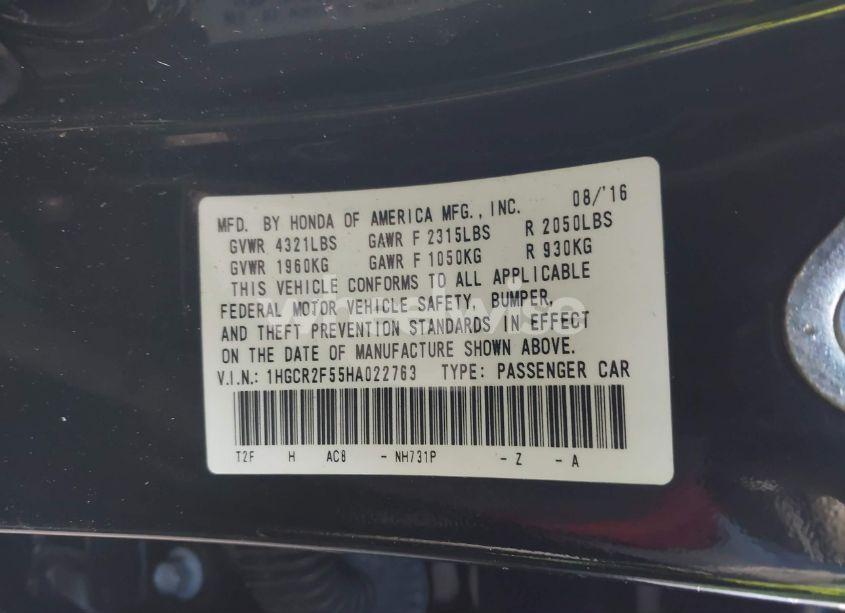 MFD. BY HONDA OF AMERICA MFG., INC. 08/'16
GVWR 4321LBS GAWR F 2315LBS R 2050LBS
GVWR 1960KG GAWR F 1050KG R 930KG
THIS VEHICLE CONFORMS TO ALL APPLICABLE
FEDERAL MOTOR VEHICLE SAFETY, BUMPER,
AND THEFT PREVENTION STANDARDS IN EFFECT
ON THE DATE OF MANUFACTURE SHOWN ABOVE.
V.I.N.: 1HGCR2F55HA022763 TYPE: PASSENGER CAR
T2F H AC8 - NH731P - Z - A
wheelwise